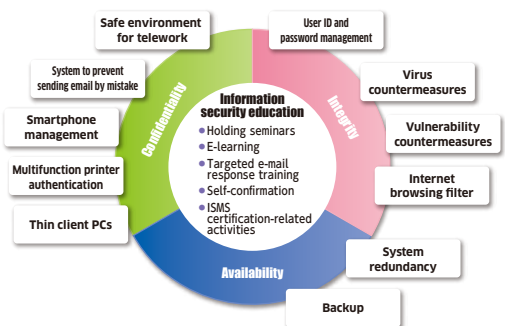 Safe environment
for telework
User ID and
password management
System to prevent
sending email by mistake
Virus
countermeasures
Smartphone
management
Vulnerability
countermeasures
Multifunction printer
authentication
Internet
browsing filter
Thin client PCs
System
redundancy
Backup
Confidentiality
Integrity
Availability
Information
security education
● Holding seminars
● E-learning
● Targeted e-mail
response training
● Self-confirmation
● ISMS
certification-related
activities